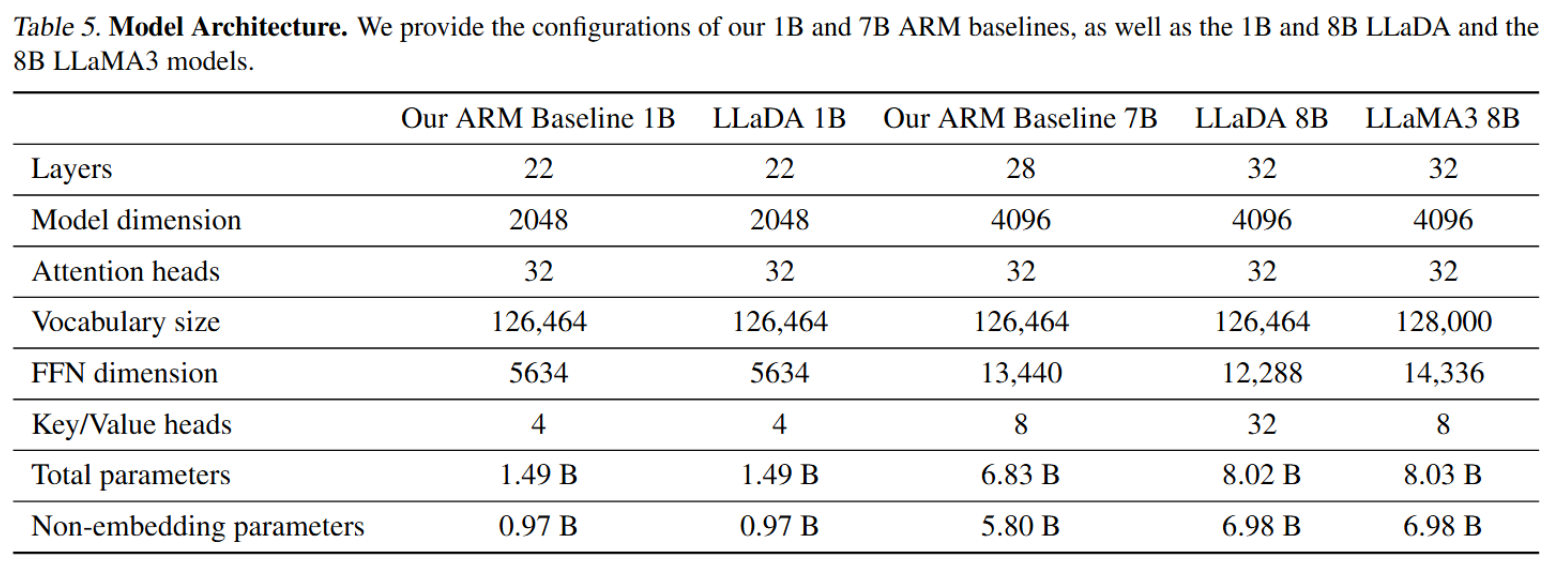 Table 5. Model Architecture. We provide the configurations of our 1B and 7B ARM baselines, as well as the 1B and 8B LLaDA and the
8B LLaMA3 models.
Our ARM Baseline 1B LLaDA 1B Our ARM Baseline 7B LLaDA 8B LLaMA3 8B
Layers 22 22 28 32 32
Model dimension 2048 2048 4096 4096 4096
Attention heads 32 32 32 32 32
Vocabulary size 126,464 126,464 126,464 126,464 128,000
FFN dimension 5634 5634 13,440 12,288 14,336
Key/Value heads 4 4 8 32 8
Total parameters 1.49 B 1.49 B 6.83 B 8.02 B 8.03 B
Non-embedding parameters 0.97 B 0.97 B 5.80 B 6.98 B 6.98 B